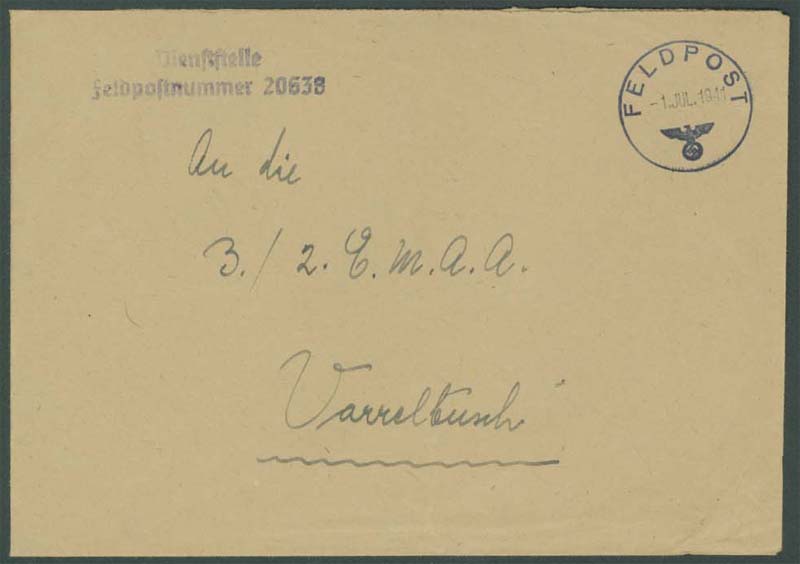 Dienststelle
Feldpostnummer 20638
FELDPOST
-1.JUL.1941
An die
3./2. E. M. A. A.
Varrelbusch